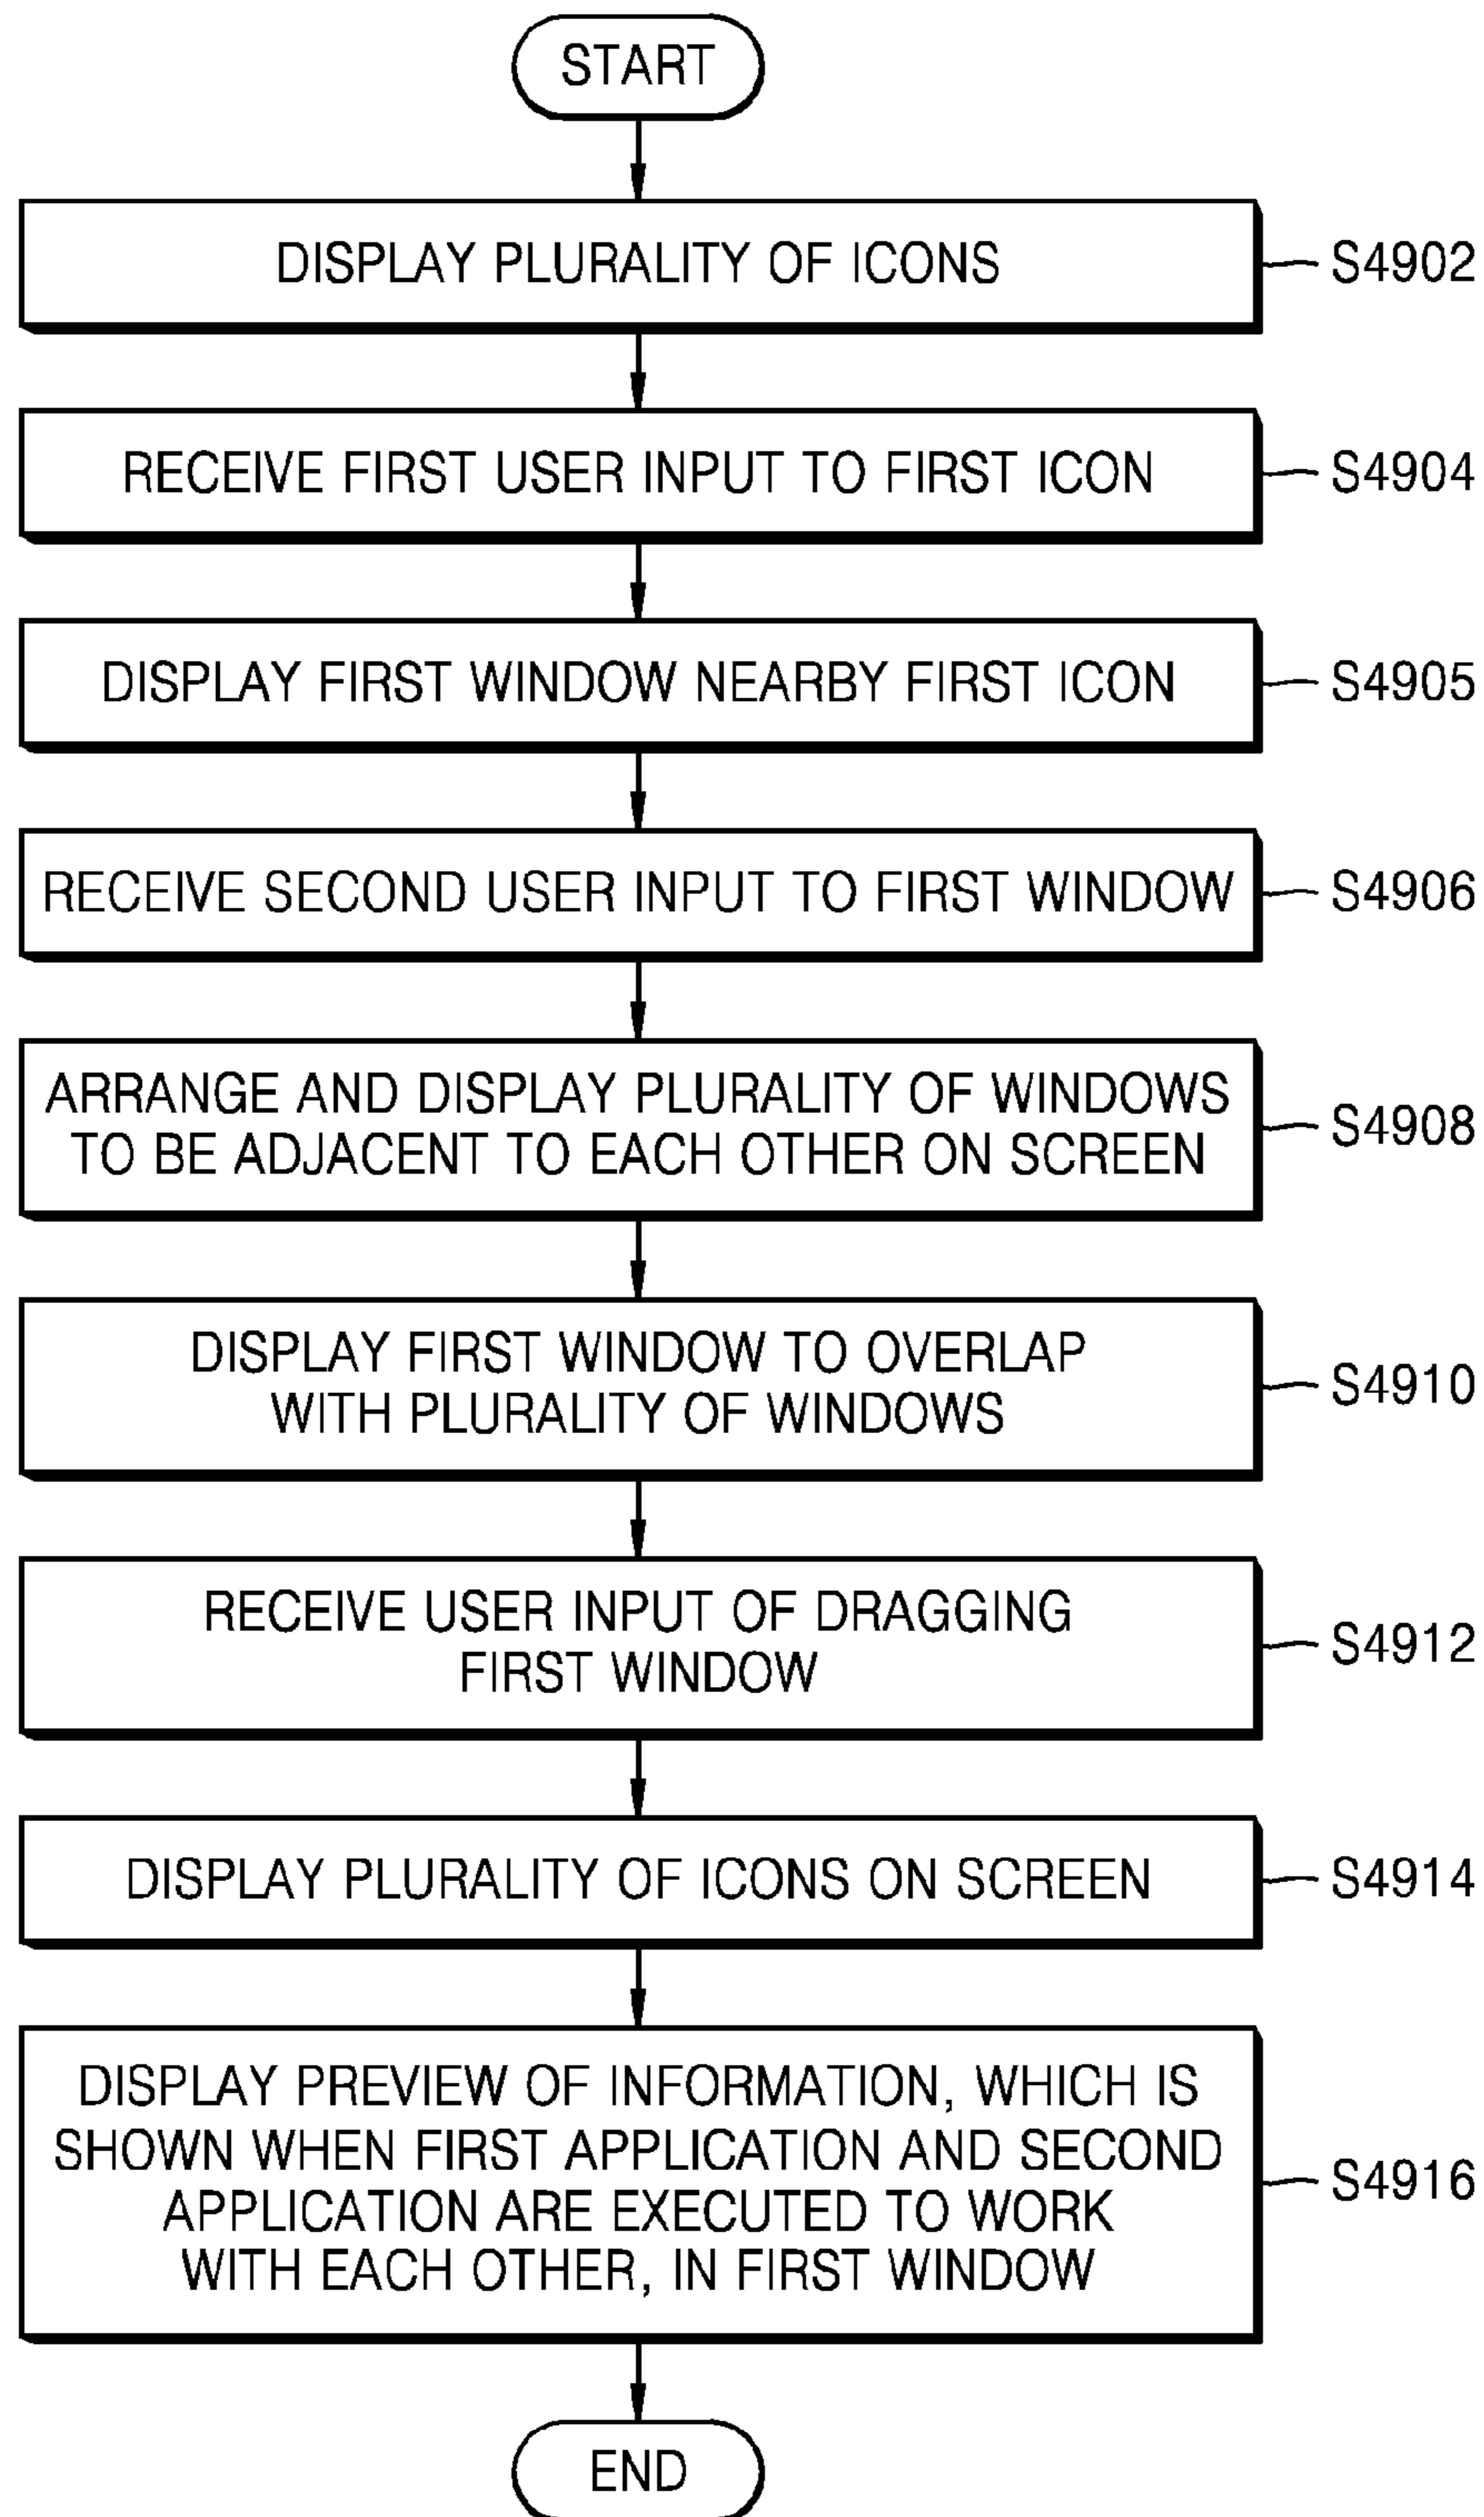 START
DISPLAY PLURALITY OF ICONS
S4902
RECEIVE FIRST USER INPUT TO FIRST ICON
S4904
DISPLAY FIRST WINDOW NEARBY FIRST ICON
S4905
RECEIVE SECOND USER INPUT TO FIRST WINDOW
S4906
ARRANGE AND DISPLAY PLURALITY OF WINDOWS
TO BE ADJACENT TO EACH OTHER ON SCREEN
S4908
DISPLAY FIRST WINDOW TO OVERLAP
WITH PLURALITY OF WINDOWS
S4910
RECEIVE USER INPUT OF DRAGGING
FIRST WINDOW
S4912
DISPLAY PLURALITY OF ICONS ON SCREEN
S4914
DISPLAY PREVIEW OF INFORMATION, WHICH IS
SHOWN WHEN FIRST APPLICATION AND SECOND
APPLICATION ARE EXECUTED TO WORK
WITH EACH OTHER, IN FIRST WINDOW
S4916
END